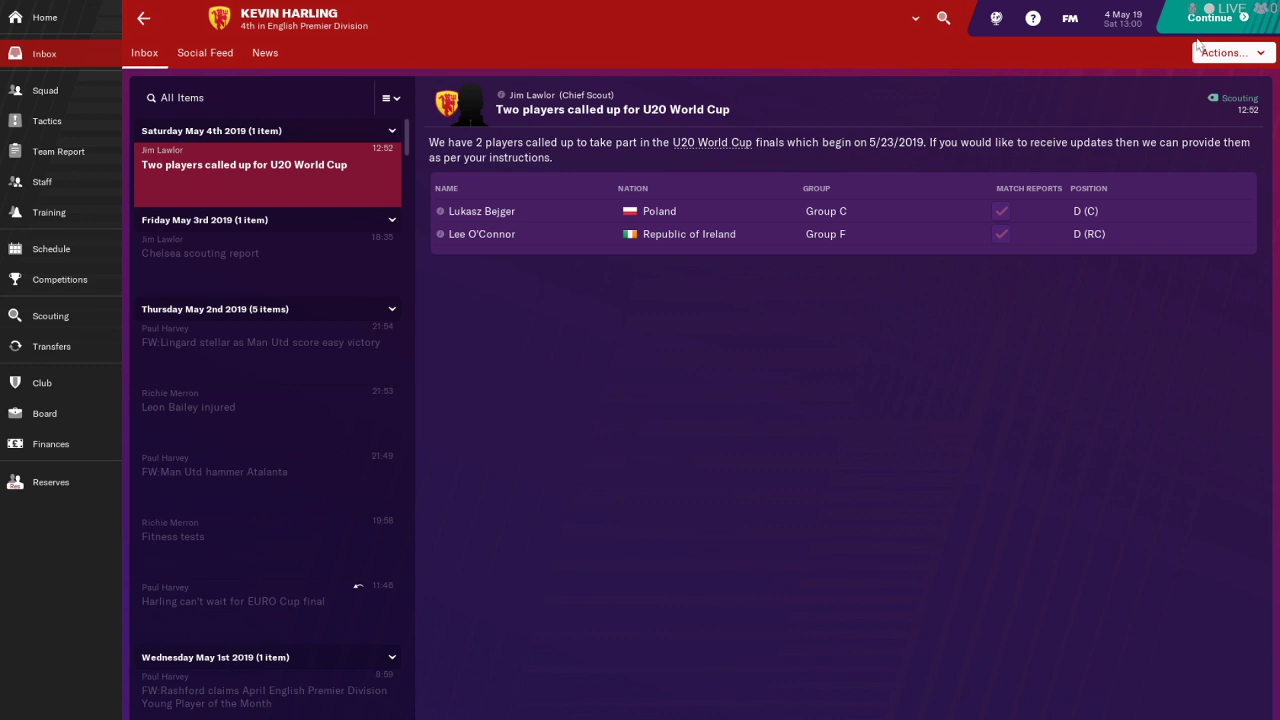 Home
Inbox
Squad
Tactics
Team Report
Staff
Training
Schedule
Competitions
Scouting
Transfers
Club
Board
Finances
Reserves
KEVIN HARLING
4th in English Premier Division
?
FM
4 May 19
Sat 13:00
LIVE 0
Continue
Inbox Social Feed News
Actions...
All Items
Saturday May 4th 2019 (1 item)
Jim Lawlor 12:52
Two players called up for U20 World Cup
Friday May 3rd 2019 (1 item)
Jim Lawlor 18:35
Chelsea scouting report
Thursday May 2nd 2019 (5 items)
Paul Harvey 21:54
FW:Lingard stellar as Man Utd score easy victory
Richie Merron 21:53
Leon Bailey injured
Paul Harvey 21:49
FW:Man Utd hammer Atalanta
Richie Merron 19:58
Fitness tests
Paul Harvey 11:46
Harling can't wait for EURO Cup final
Wednesday May 1st 2019 (1 item)
Paul Harvey 8:59
FW:Rashford claims April English Premier Division
Young Player of the Month
Jim Lawlor (Chief Scout)
Two players called up for U20 World Cup
Scouting
12:52
We have 2 players called up to take part in the U20 World Cup finals which begin on 5/23/2019. If you would like to receive updates then we can provide them
as per your instructions.
NAME NATION GROUP MATCH REPORTS POSITION
Lukasz Bejger Poland Group C D (C)
Lee O'Connor Republic of Ireland Group F D (RC)